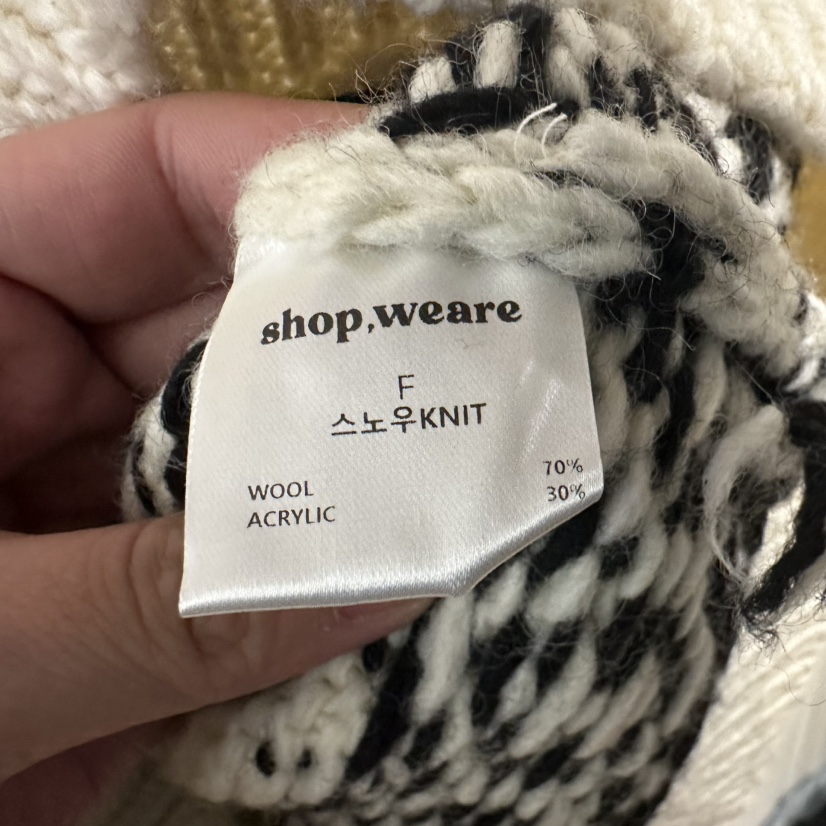 shop,weare
F
스노우KNIT
WOOL 70%
ACRYLIC 30%